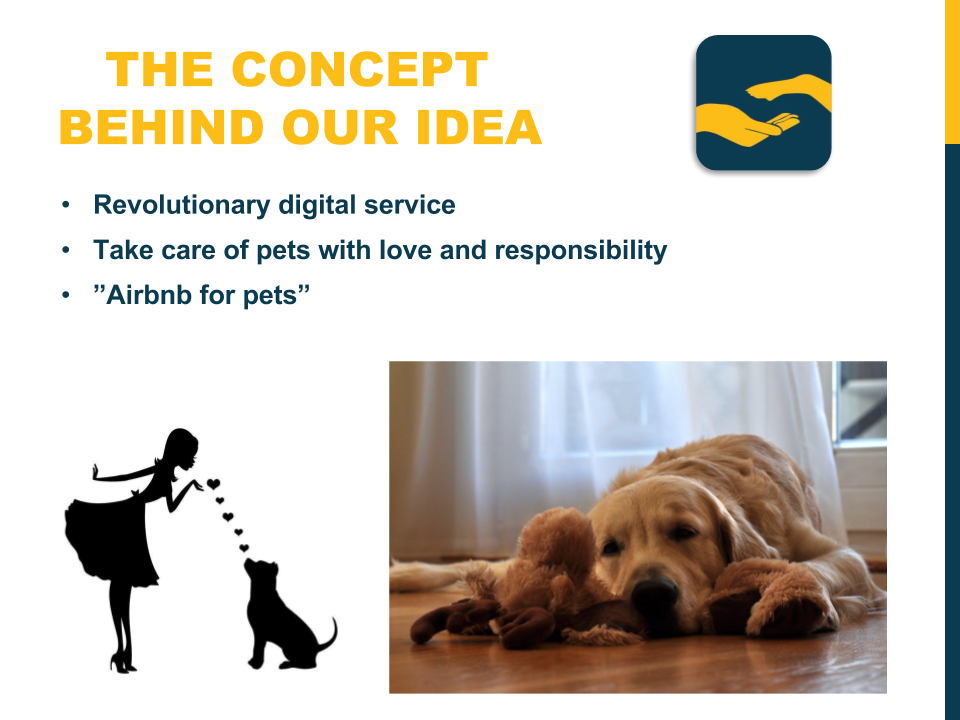 THE CONCEPT
BEHIND OUR IDEA
• Revolutionary digital service
• Take care of pets with love and responsibility
• ”Airbnb for pets”